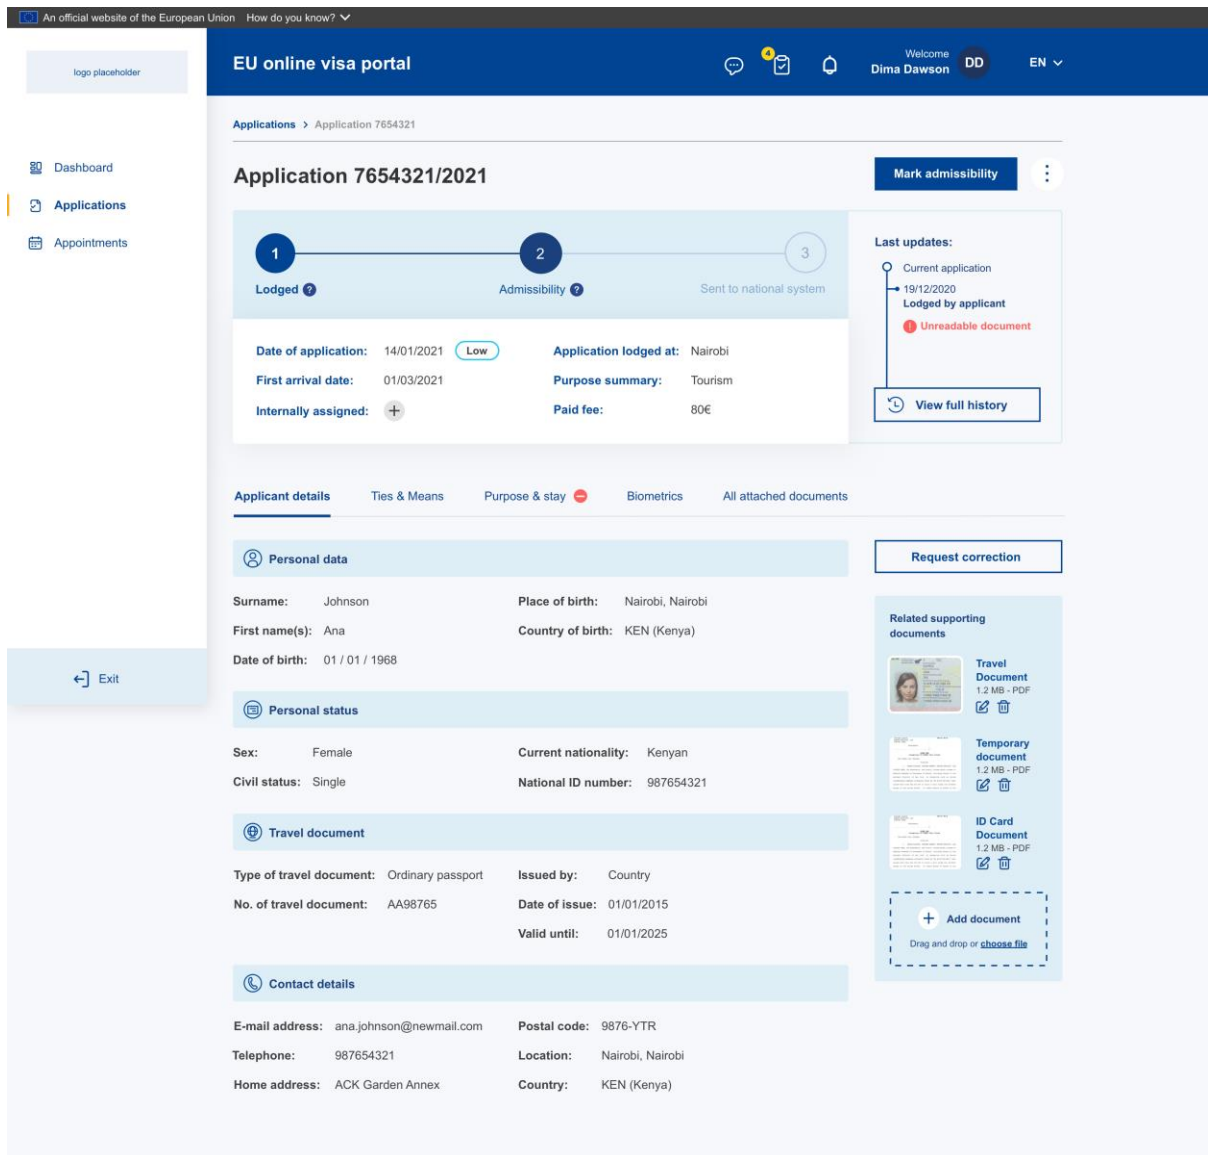 An official website of the European Union How do you know?
logo placeholder
EU online visa portal
4
Welcome
Dima Dawson
DD
EN
Dashboard
Applications
Appointments
Exit
Applications > Application 7654321
Application 7654321/2021
Mark admissibility
1
2
3
Lodged ?
Admissibility ?
Sent to national system
Date of application: 14/01/2021 Low
Application lodged at: Nairobi
First arrival date: 01/03/2021
Purpose summary: Tourism
Internally assigned: +
Paid fee: 80€
Last updates:
Current application
19/12/2020
Lodged by applicant
! Unreadable document
View full history
Applicant details
Ties & Means
Purpose & stay
Biometrics
All attached documents
Personal data
Surname: Johnson
Place of birth: Nairobi, Nairobi
First name(s): Ana
Country of birth: KEN (Kenya)
Date of birth: 01 / 01 / 1968
Personal status
Sex: Female
Current nationality: Kenyan
Civil status: Single
National ID number: 987654321
Travel document
Type of travel document: Ordinary passport
Issued by: Country
No. of travel document: AA98765
Date of issue: 01/01/2015
Valid until: 01/01/2025
Contact details
E-mail address: ana.johnson@newmail.com
Postal code: 9876-YTR
Telephone: 987654321
Location: Nairobi, Nairobi
Home address: ACK Garden Annex
Country: KEN (Kenya)
Request correction
Related supporting
documents
Travel
Document
1.2 MB - PDF
Temporary
document
1.2 MB - PDF
ID Card
Document
1.2 MB - PDF
+ Add document
Drag and drop or choose file